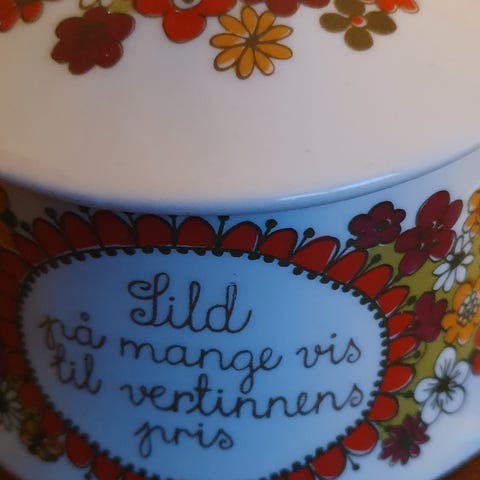 Sild
på mange vis
til vertinnens
pris